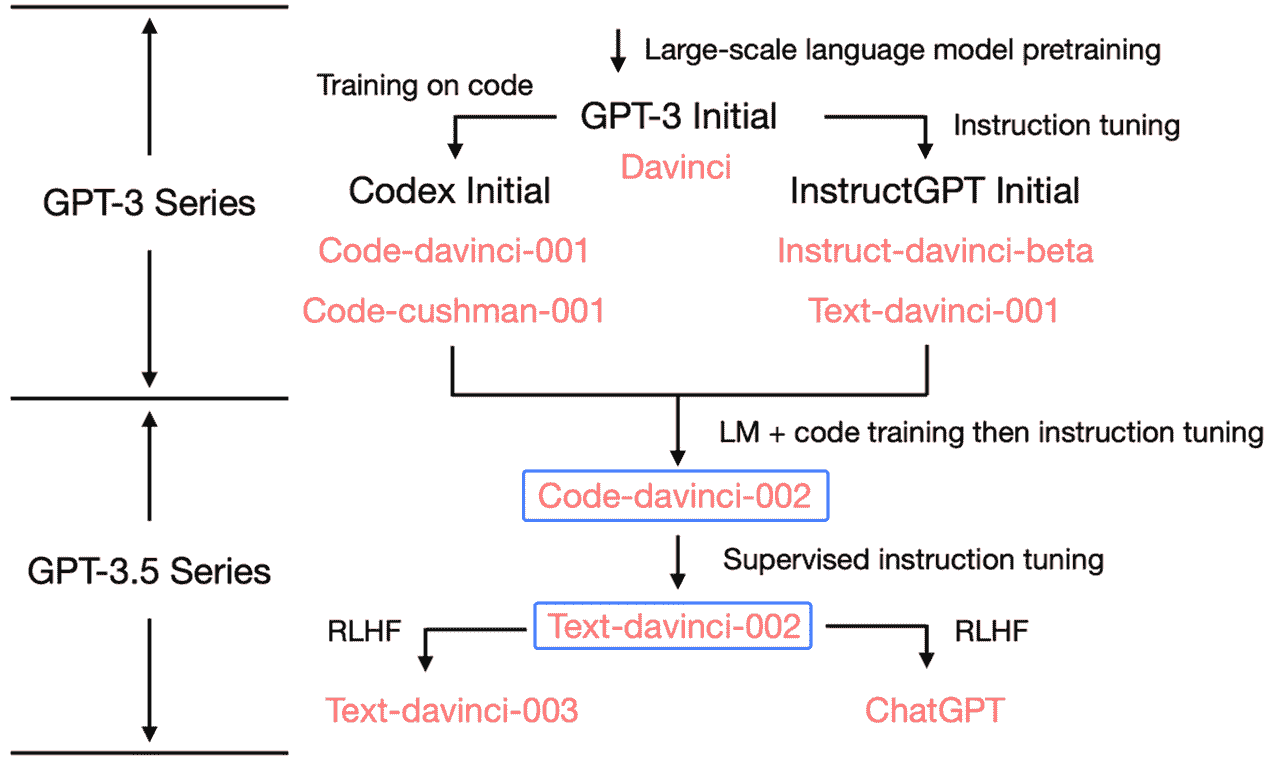 Large-scale language model pretraining
Training on code
GPT-3 Initial
Instruction tuning
Davinci
GPT-3 Series
Codex Initial
InstructGPT Initial
Code-davinci-001
Instruct-davinci-beta
Code-cushman-001
Text-davinci-001
LM + code training then instruction tuning
Code-davinci-002
GPT-3.5 Series
Supervised instruction tuning
Text-davinci-002
RLHF
RLHF
Text-davinci-003
ChatGPT